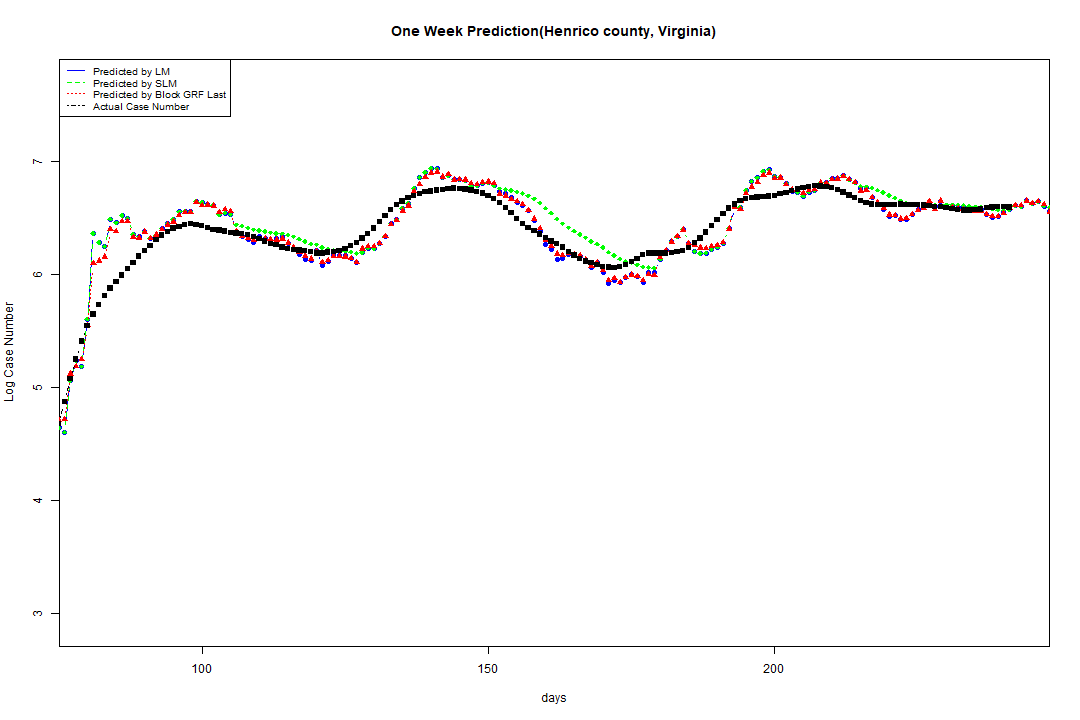 One Week Prediction(Henrico county, Virginia)
Predicted by LM
Predicted by SLM
Predicted by Block GRF Last
Actual Case Number
7
6
5
4
3
Log Case Number
100 150 200
days